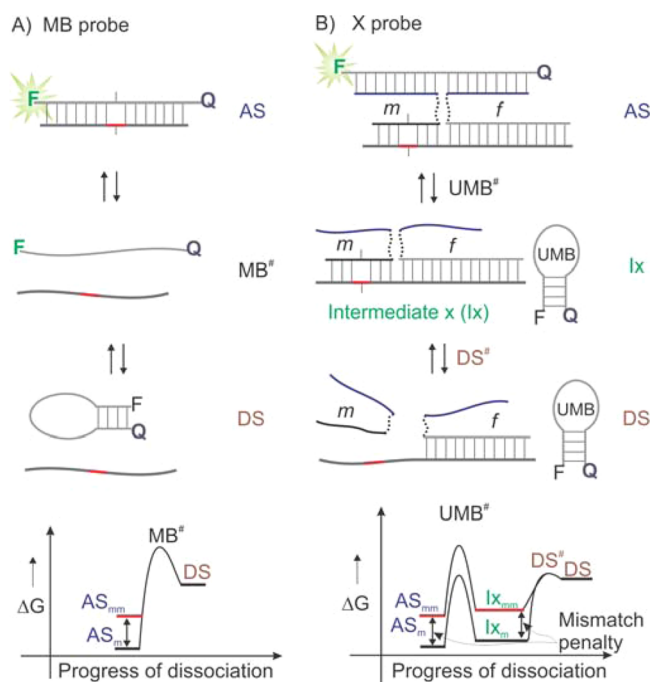 A) MB probe
F
Q
AS
F
Q
MB#
F
Q
DS
MB#
DS
ASmm
ASm
ΔG
Progress of dissociation
B) X probe
F
Q
m
f
AS
UMB#
m
f
UMB
F
Q
Ix
Intermediate x (Ix)
DS#
m
f
UMB
F
Q
DS
UMB#
DS#
DS
ASmm
ASm
Ixmm
Ixm
Mismatch
penalty
ΔG
Progress of dissociation